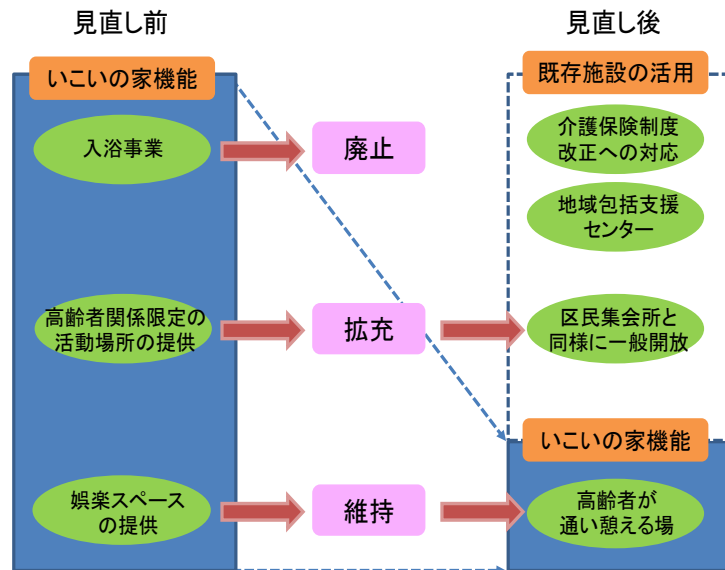 見直し前
見直し後
いこいの家機能
既存施設の活用
入浴事業
廃止
介護保険制度
改正への対応
地域包括支援
センター
高齢者関係限定の
活動場所の提供
拡充
区民集会所と
同様に一般開放
いこいの家機能
娯楽スペース
の提供
維持
高齢者が
通い憩える場